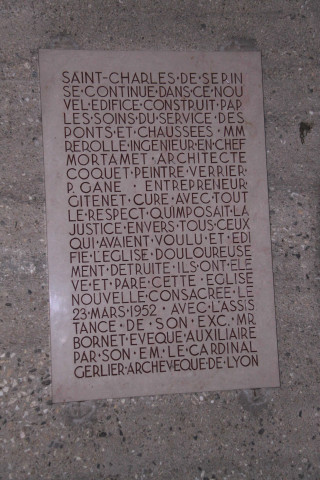 SAINT-CHARLES·DE·SERIN
SE·CONTINUE·DANS·CE·NOU
VEL·EDIFICE·CONSTRUIT·PAR
LES·SOINS·DU·SERVICE·DES
PONTS·ET·CHAUSSEES·MM
REROLLE·INGENIEUR·EN·CHEF
MORTAMET·ARCHITECTE
COQUET·PEINTRE·VERRIER·
P·GANE·ENTREPRENEUR·
GITENET·CURE·AVEC·TOUT
LE·RESPECT·QU'IMPOSAIT·LA
JUSTICE·ENVERS·TOUS·CEUX
QUI·AVAIENT·VOULU·ET·EDI
FIE·L'EGLISE·DOULOUREUSE
MENT·DETRUITE·ILS·ONT·ELE
VE·ET·PARE·CETTE·EGLISE
NOUVELLE·CONSACREE·LE
23·MARS·1952·AVEC·L'ASSIS
TANCE·DE·SON·EXC·MR
BORNET·EVEQUE·AUXILIAIRE
PAR·SON·EM·LE·CARDINAL
GERLIER·ARCHEVEQUE·DE·LYON